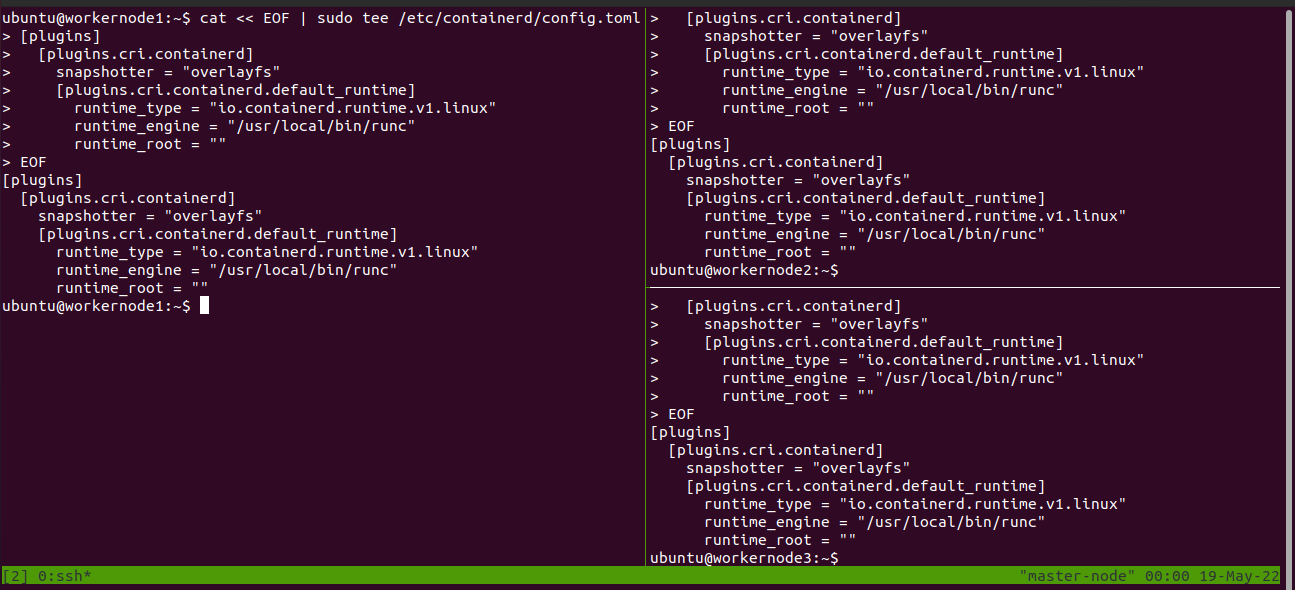 ubuntu@workernode1:~$ cat << EOF | sudo tee /etc/containerd/config.toml
> [plugins]
>   [plugins.cri.containerd]
>     snapshotter = "overlayfs"
>     [plugins.cri.containerd.default_runtime]
>       runtime_type = "io.containerd.runtime.v1.linux"
>       runtime_engine = "/usr/local/bin/runc"
>       runtime_root = ""
> EOF
[plugins]
  [plugins.cri.containerd]
    snapshotter = "overlayfs"
    [plugins.cri.containerd.default_runtime]
      runtime_type = "io.containerd.runtime.v1.linux"
      runtime_engine = "/usr/local/bin/runc"
      runtime_root = ""
ubuntu@workernode1:~$
>   [plugins.cri.containerd]
>     snapshotter = "overlayfs"
>     [plugins.cri.containerd.default_runtime]
>       runtime_type = "io.containerd.runtime.v1.linux"
>       runtime_engine = "/usr/local/bin/runc"
>       runtime_root = ""
> EOF
[plugins]
  [plugins.cri.containerd]
    snapshotter = "overlayfs"
    [plugins.cri.containerd.default_runtime]
      runtime_type = "io.containerd.runtime.v1.linux"
      runtime_engine = "/usr/local/bin/runc"
      runtime_root = ""
ubuntu@workernode2:~$
>   [plugins.cri.containerd]
>     snapshotter = "overlayfs"
>     [plugins.cri.containerd.default_runtime]
>       runtime_type = "io.containerd.runtime.v1.linux"
>       runtime_engine = "/usr/local/bin/runc"
>       runtime_root = ""
> EOF
[plugins]
  [plugins.cri.containerd]
    snapshotter = "overlayfs"
    [plugins.cri.containerd.default_runtime]
      runtime_type = "io.containerd.runtime.v1.linux"
      runtime_engine = "/usr/local/bin/runc"
      runtime_root = ""
ubuntu@workernode3:~$
[2] 0:ssh* "master-node" 00:00 19-May-22